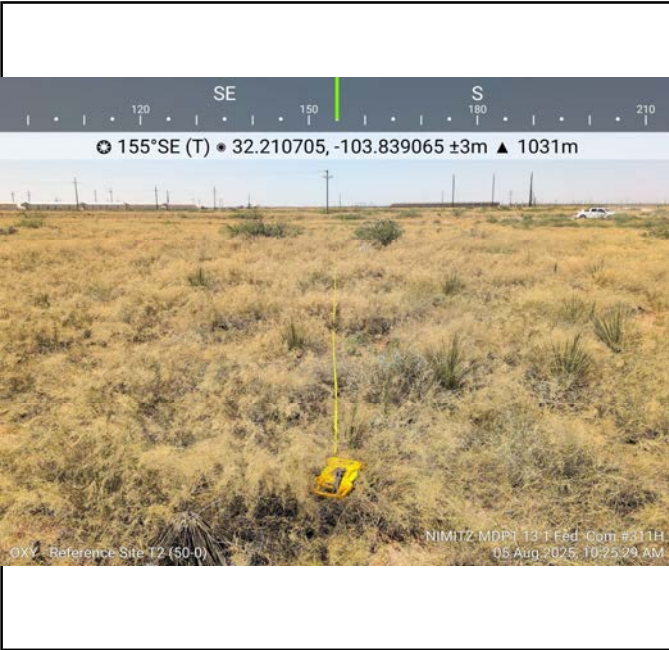 SE S
120 150 180 210
155°SE (T) 32.210705, -103.839065 ±3m ▲ 1031m
NIMITZ MDP1 13-1 Fed. Com. #311H
OXY - Reference Site T2 (50-0) 05 Aug 2025, 10:25:29 AM